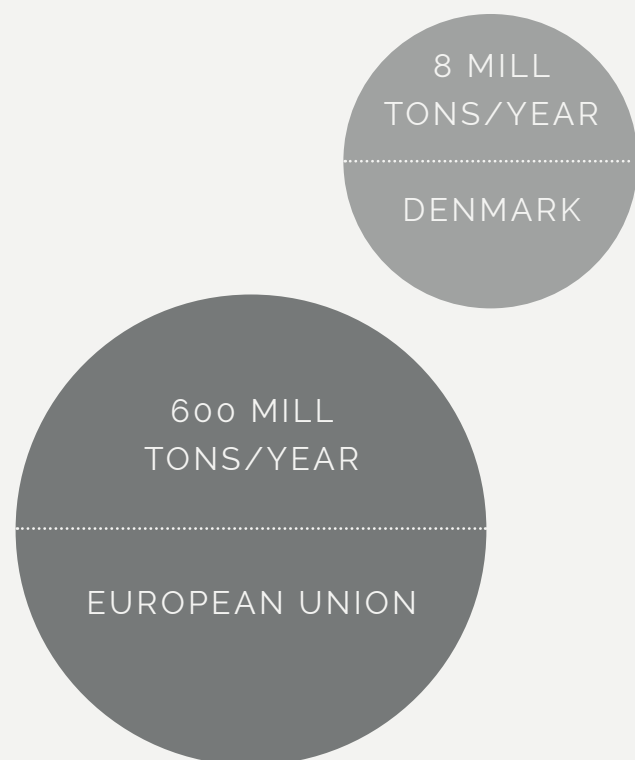 8 MILL
TONS/YEAR
DENMARK
600 MILL
TONS/YEAR
EUROPEAN UNION